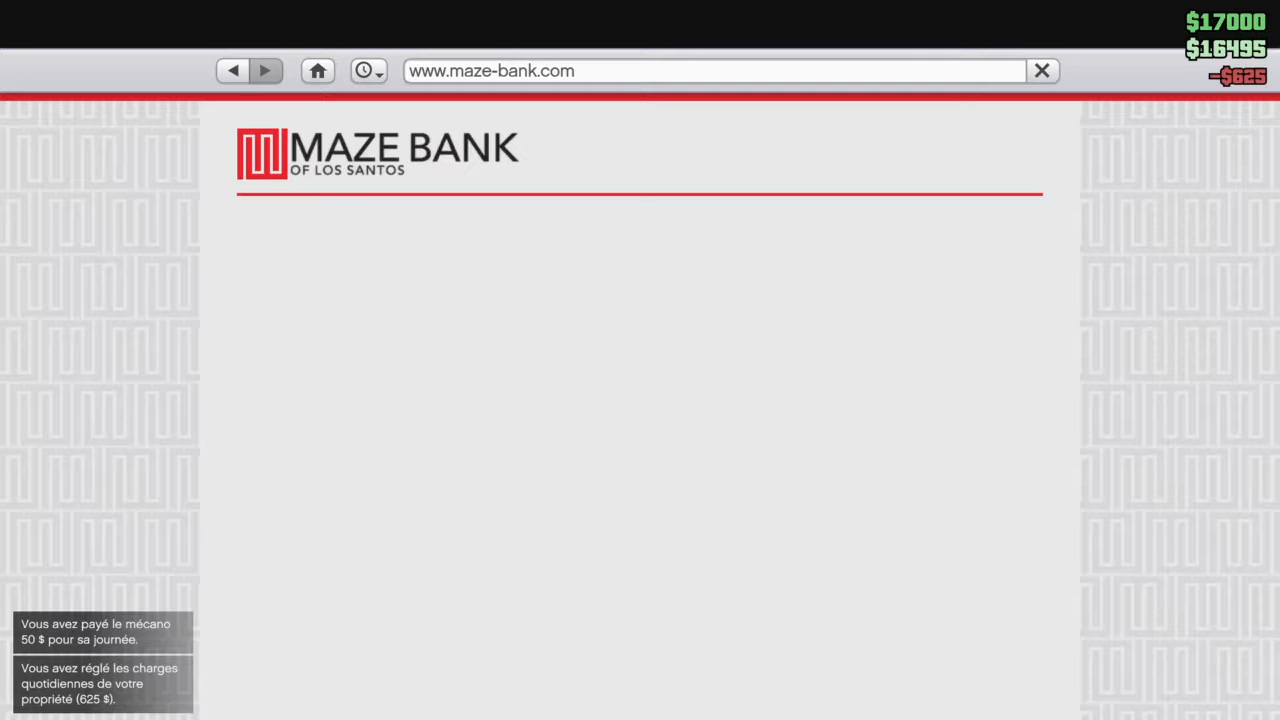 $17000
$16495
-$625
www.maze-bank.com
MAZE BANK
OF LOS SANTOS
Vous avez payé le mécano
50 $ pour sa journée.
Vous avez réglé les charges
quotidiennes de votre
propriété (625 $).